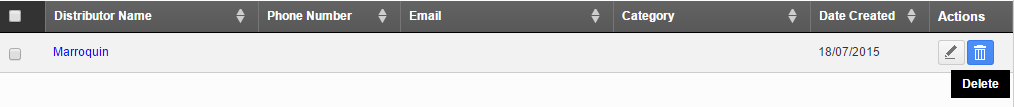 Distributor Name Phone Number Email Category Date Created Actions
Marroquin 18/07/2015
Delete